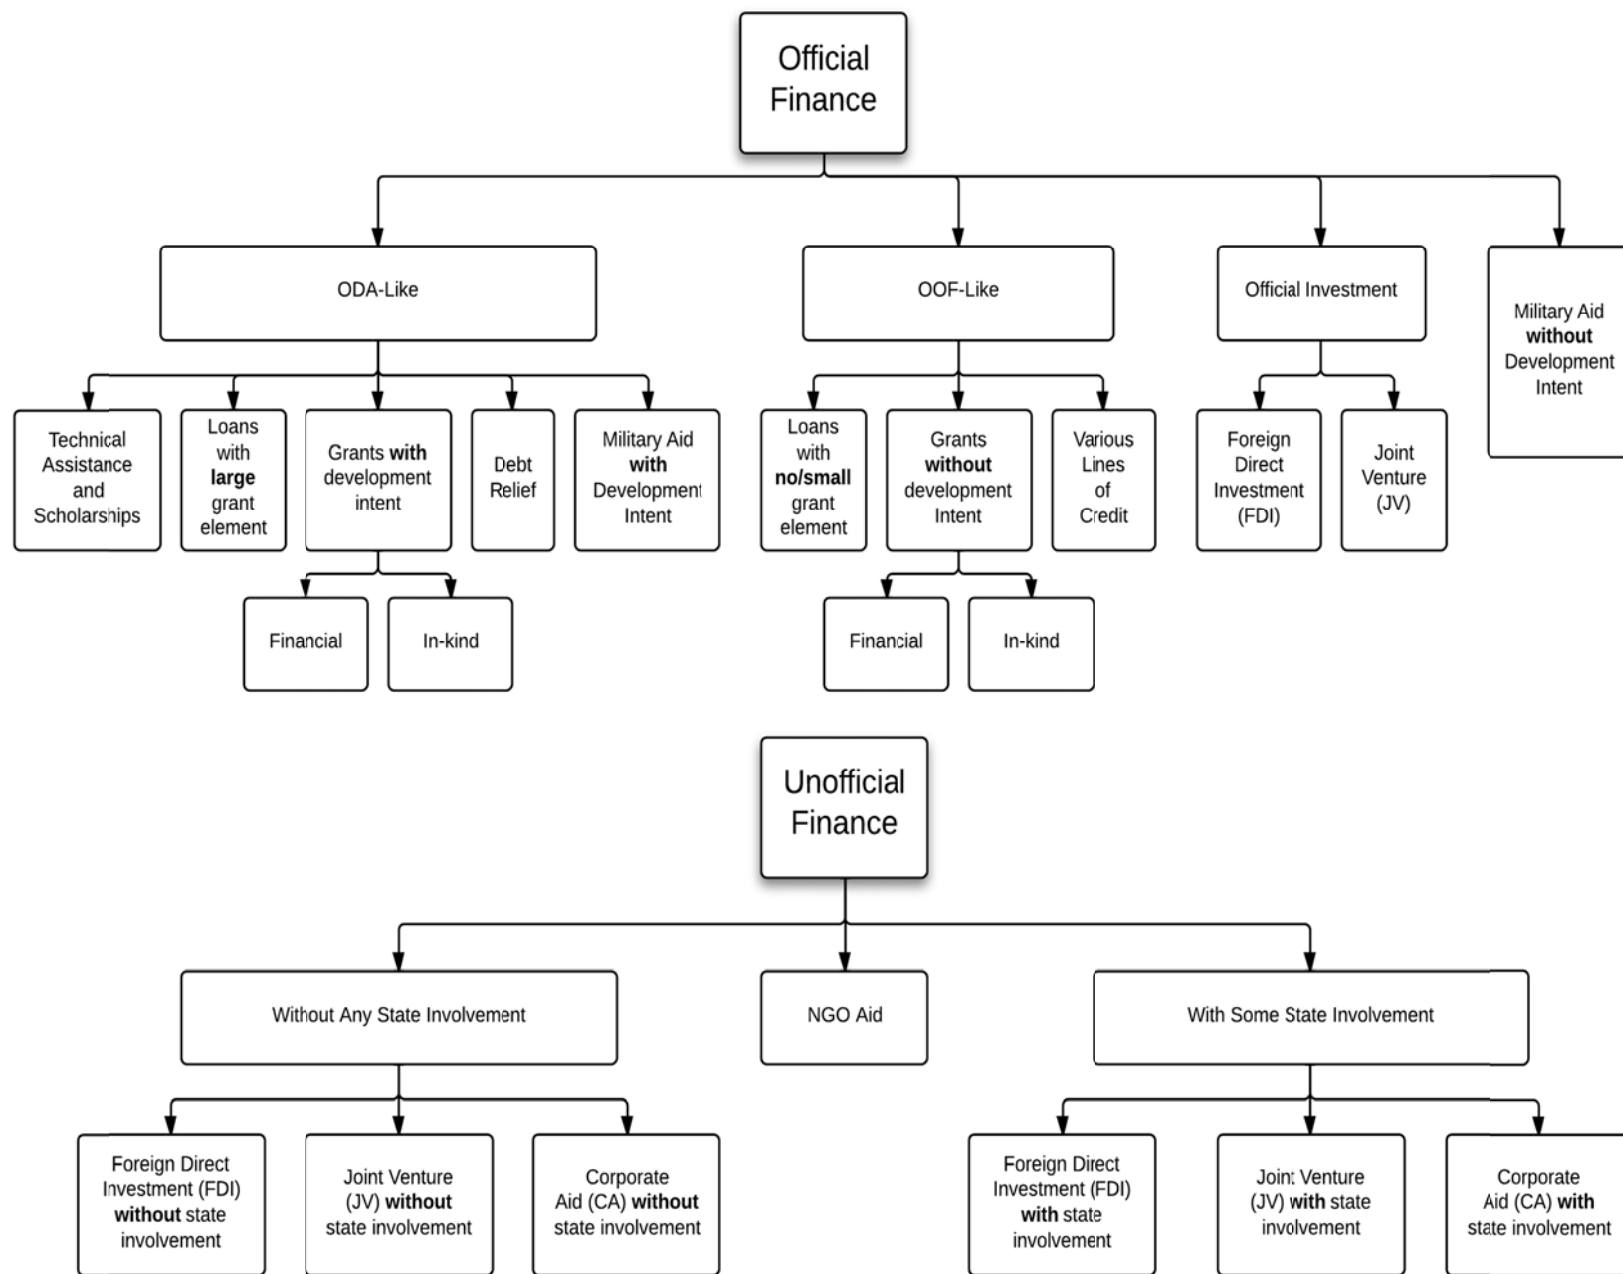 Official
Finance
ODA-Like
OOF-Like
Official Investment
Military Aid
without
Development
Intent
Technical
Assistance
and
Scholarships
Loans
with
large
grant
element
Grants with
development
intent
Debt
Relief
Military Aid
with
Development
Intent
Loans
with
no/small
grant
element
Grants
without
development
Intent
Various
Lines
of
Credit
Foreign
Direct
Investment
(FDI)
Joint
Venture
(JV)
Financial
In-kind
Financial
In-kind
Unofficial
Finance
Without Any State Involvement
NGO Aid
With Some State Involvement
Foreign Direct
Investment (FDI)
without state
involvement
Joint Venture
(JV) without
state involvement
Corporate
Aid (CA) without
state involvement
Foreign Direct
Investment (FDI)
with state
involvement
Joint Venture
(JV) with state
involvement
Corporate
Aid (CA) with
state involvement